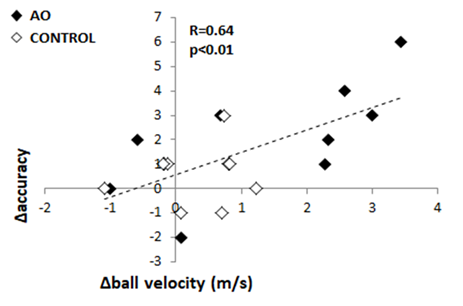 ◆ AO
◇ CONTROL
R=0.64
p<0.01
7
6
5
4
3
2
1
0
-1
-2
-3
-2 -1 0 1 2 3 4
Δaccuracy
Δball velocity (m/s)